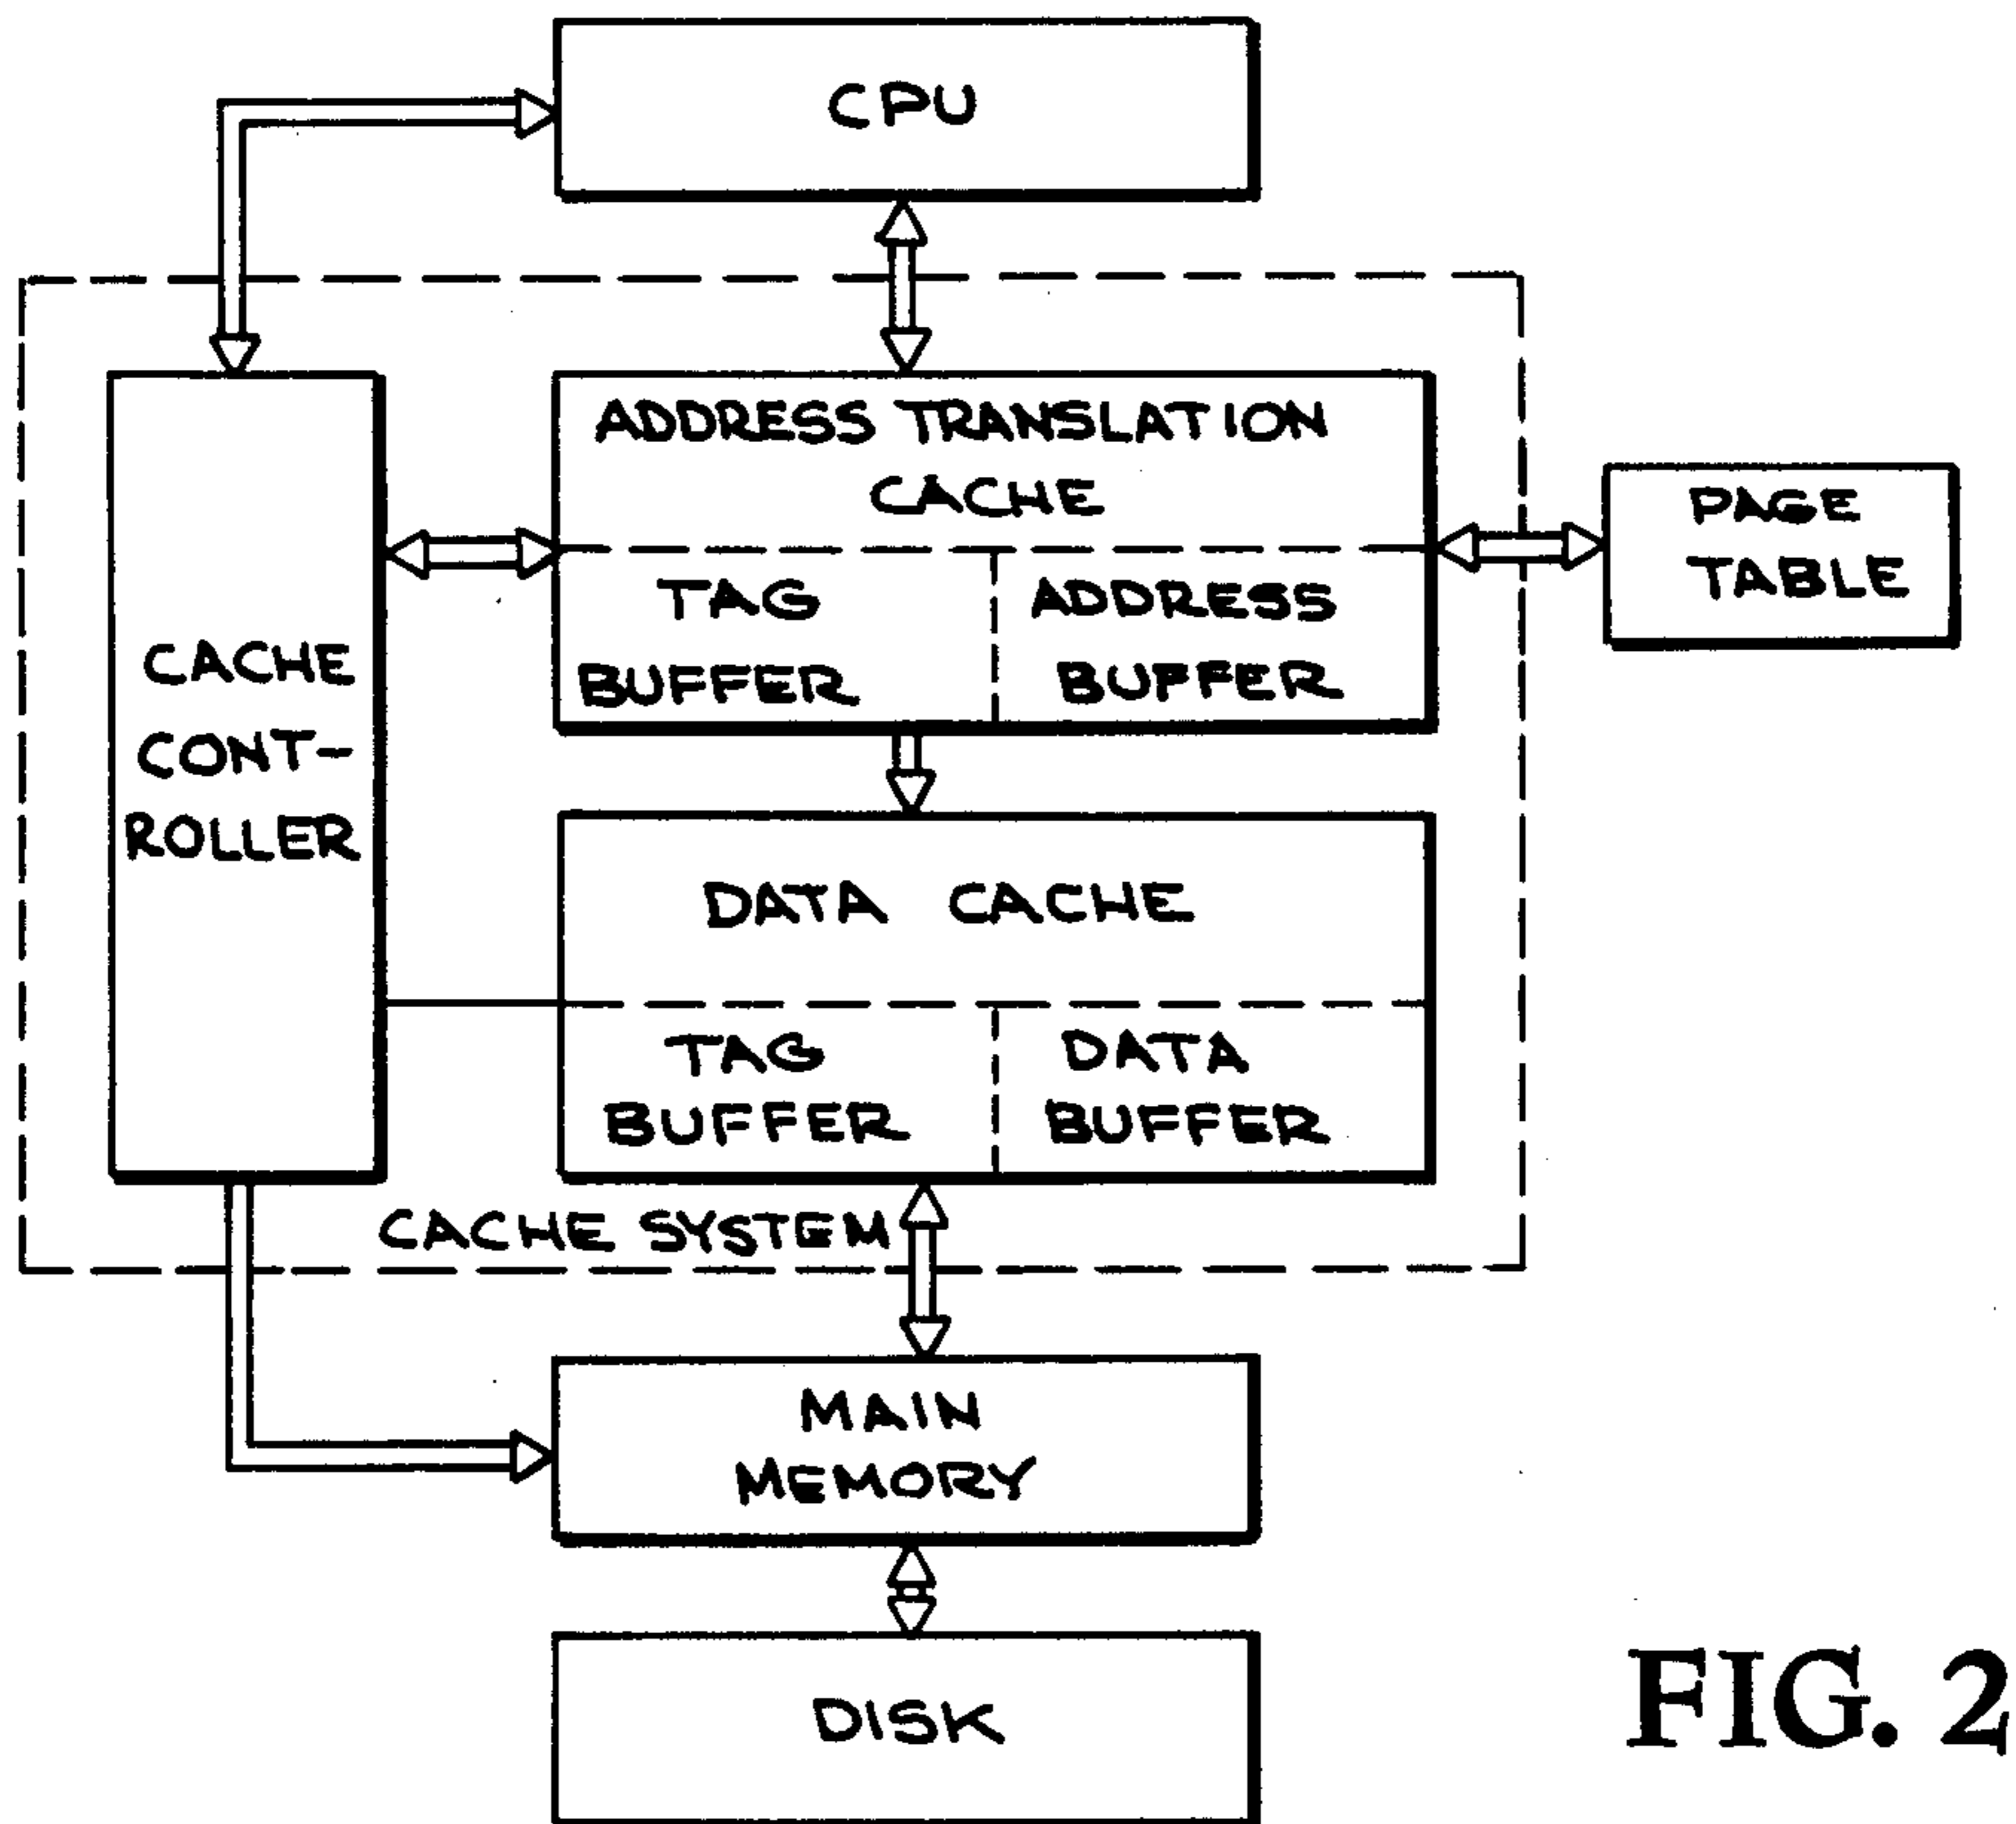 CPU
ADDRESS TRANSLATION
CACHE
TAG
BUFFER
ADDRESS
BUFFER
PAGE
TABLE
CACHE
CONT-
ROLLER
DATA CACHE
TAG
BUFFER
DATA
BUFFER
CACHE SYSTEM
MAIN
MEMORY
DISK
FIG. 2